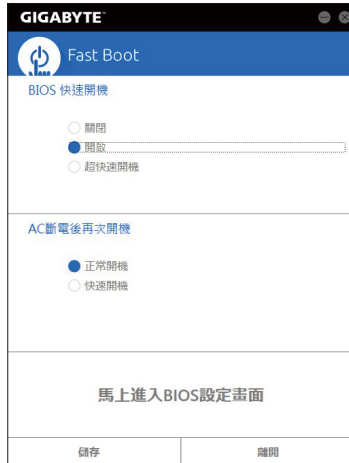 GIGABYTE™
Fast Boot
BIOS 快速開機
關閉
開啟
超快速開機
AC斷電後再次開機
正常開機
快速開機
馬上進入BIOS設定畫面
儲存
離開